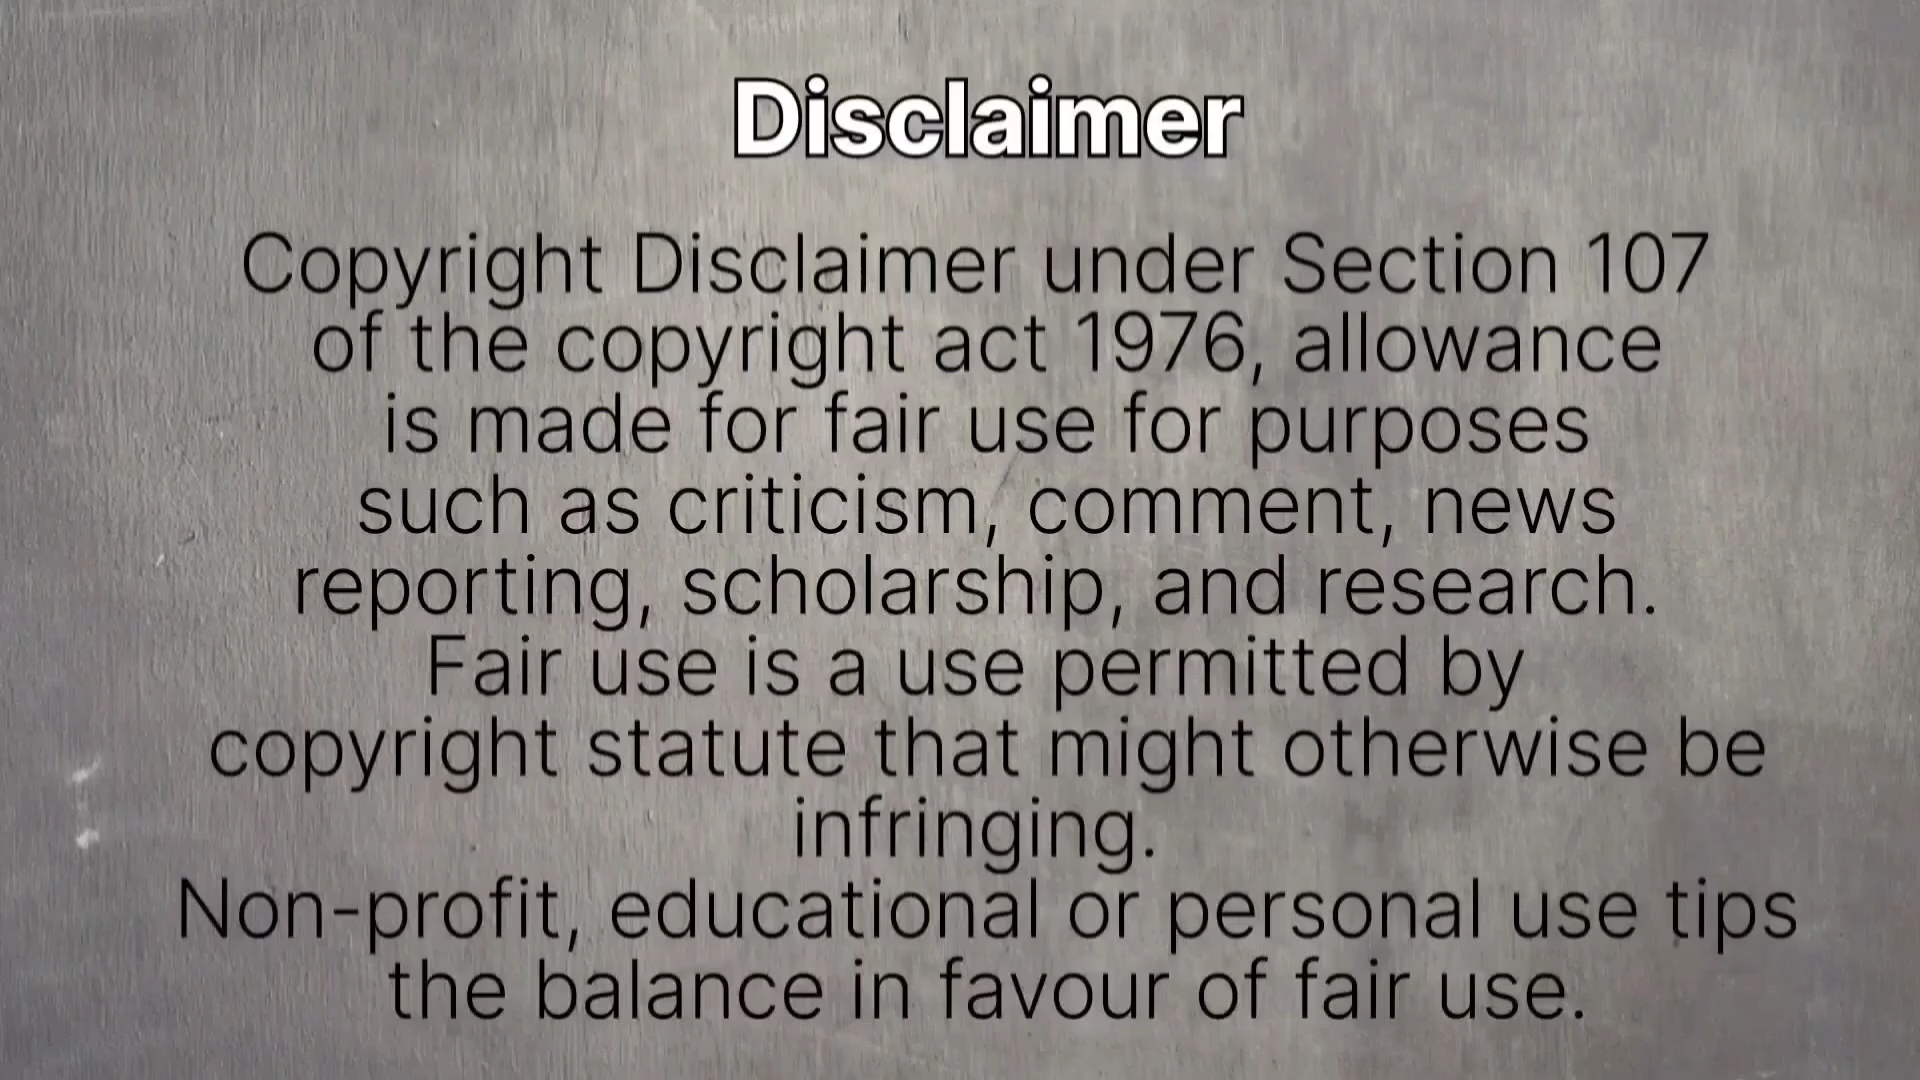 Disclaimer
Copyright Disclaimer under Section 107
of the copyright act 1976, allowance
is made for fair use for purposes
such as criticism, comment, news
reporting, scholarship, and research.
Fair use is a use permitted by
copyright statute that might otherwise be
infringing.
Non-profit, educational or personal use tips
the balance in favour of fair use.